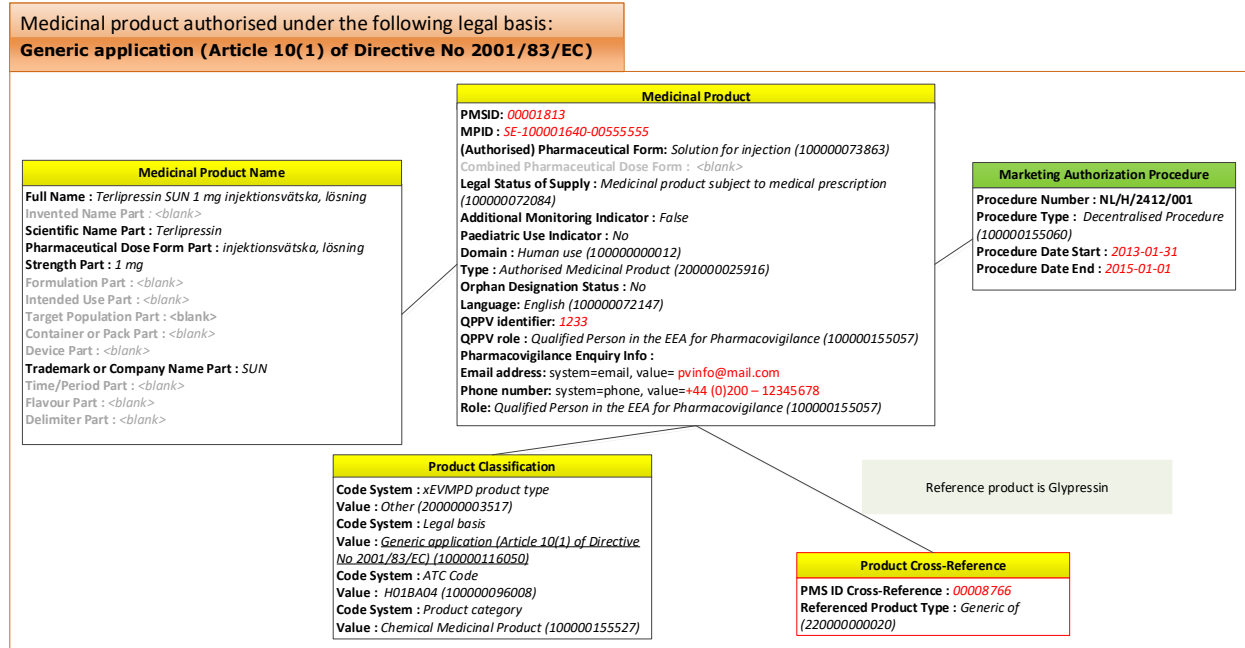 Medicinal product authorised under the following legal basis:
Generic application (Article 10(1) of Directive No 2001/83/EC)
Medicinal Product Name
Full Name : Terlipressin SUN 1 mg injektionsvätska, lösning
Invented Name Part : <blank>
Scientific Name Part : Terlipressin
Pharmaceutical Dose Form Part : injektionsvätska, lösning
Strength Part : 1 mg
Formulation Part : <blank>
Intended Use Part : <blank>
Target Population Part : <blank>
Container or Pack Part : <blank>
Device Part : <blank>
Trademark or Company Name Part : SUN
Time/Period Part : <blank>
Flavour Part : <blank>
Delimiter Part : <blank>
Medicinal Product
PMSID: 00001813
MPID : SE-100001640-00555555
(Authorised) Pharmaceutical Form: Solution for injection (100000073863)
Combined Pharmaceutical Dose Form : <blank>
Legal Status of Supply : Medicinal product subject to medical prescription
(100000072084)
Additional Monitoring Indicator : False
Paediatric Use Indicator : No
Domain : Human use (100000000012)
Type : Authorised Medicinal Product (200000025916)
Orphan Designation Status : No
Language: English (100000072147)
QPPV identifier: 1233
QPPV role : Qualified Person in the EEA for Pharmacovigilance (100000155057)
Pharmacovigilance Enquiry Info :
Email address: system=email, value= pvinfo@mail.com
Phone number: system=phone, value=+44 (0)200 – 12345678
Role: Qualified Person in the EEA for Pharmacovigilance (100000155057)
Marketing Authorization Procedure
Procedure Number : NL/H/2412/001
Procedure Type : Decentralised Procedure
(100000155060)
Procedure Date Start : 2013-01-31
Procedure Date End : 2015-01-01
Product Classification
Code System : xEVMPD product type
Value : Other (200000003517)
Code System : Legal basis
Value : Generic application (Article 10(1) of Directive
No 2001/83/EC) (100000116050)
Code System : ATC Code
Value : H01BA04 (100000096008)
Code System : Product category
Value : Chemical Medicinal Product (100000155527)
Reference product is Glypressin
Product Cross-Reference
PMS ID Cross-Reference : 00008766
Referenced Product Type : Generic of
(220000000020)